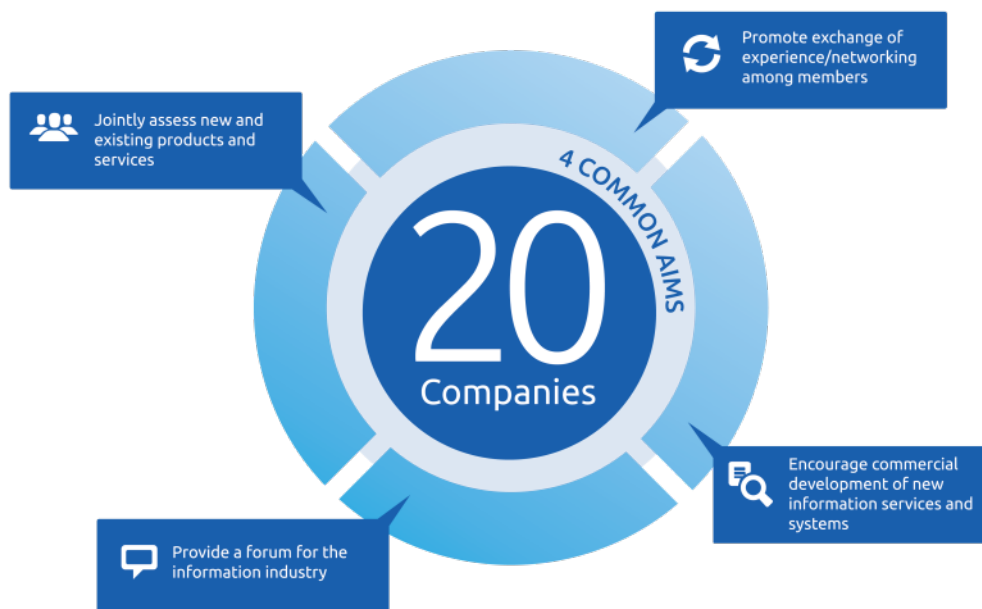 Promote exchange of
experience/networking
among members
Jointly assess new and
existing products and
services
4 COMMON AIMS
20
Companies
Encourage commercial
development of new
information services and
systems
Provide a forum for the
information industry